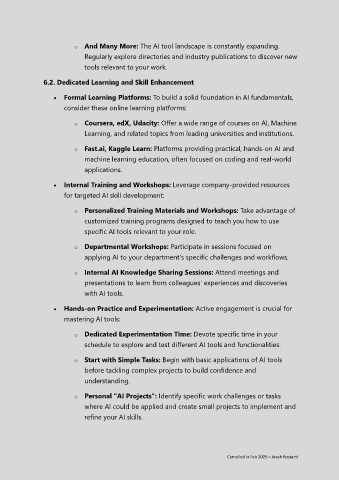 o And Many More: The AI tool landscape is constantly expanding.
Regularly explore directories and industry publications to discover new
tools relevant to your work.
6.2. Dedicated Learning and Skill Enhancement
• Formal Learning Platforms: To build a solid foundation in AI fundamentals,
consider these online learning platforms:
o Coursera, edX, Udacity: Offer a wide range of courses on AI, Machine
Learning, and related topics from leading universities and institutions.
o Fast.ai, Kaggle Learn: Platforms providing practical, hands-on AI and
machine learning education, often focused on coding and real-world
applications.
• Internal Training and Workshops: Leverage company-provided resources
for targeted AI skill development:
o Personalized Training Materials and Workshops: Take advantage of
customized training programs designed to teach you how to use
specific AI tools relevant to your role.
o Departmental Workshops: Participate in sessions focused on
applying AI to your department's specific challenges and workflows.
o Internal AI Knowledge Sharing Sessions: Attend meetings and
presentations to learn from colleagues' experiences and discoveries
with AI tools.
• Hands-on Practice and Experimentation: Active engagement is crucial for
mastering AI tools:
o Dedicated Experimentation Time: Devote specific time in your
schedule to explore and test different AI tools and functionalities.
o Start with Simple Tasks: Begin with basic applications of AI tools
before tackling complex projects to build confidence and
understanding.
o Personal "AI Projects": Identify specific work challenges or tasks
where AI could be applied and create small projects to implement and
refine your AI skills.
Compiled in Feb 2025